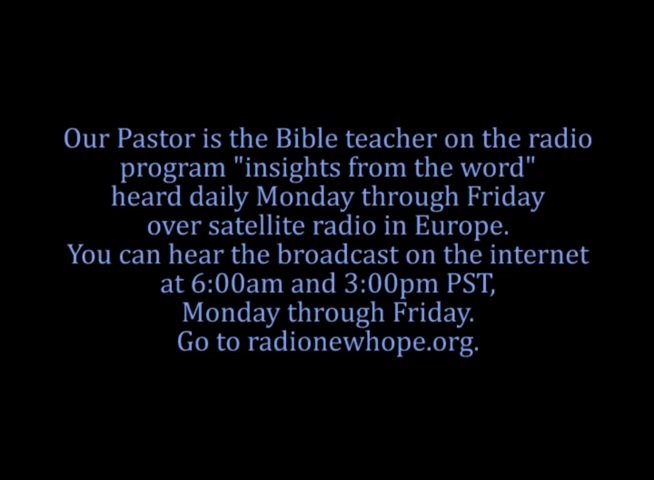 Our Pastor is the Bible teacher on the radio
program "insights from the word"
heard daily Monday through Friday
over satellite radio in Europe.
You can hear the broadcast on the internet
at 6:00am and 3:00pm PST,
Monday through Friday.
Go to radionewhope.org.